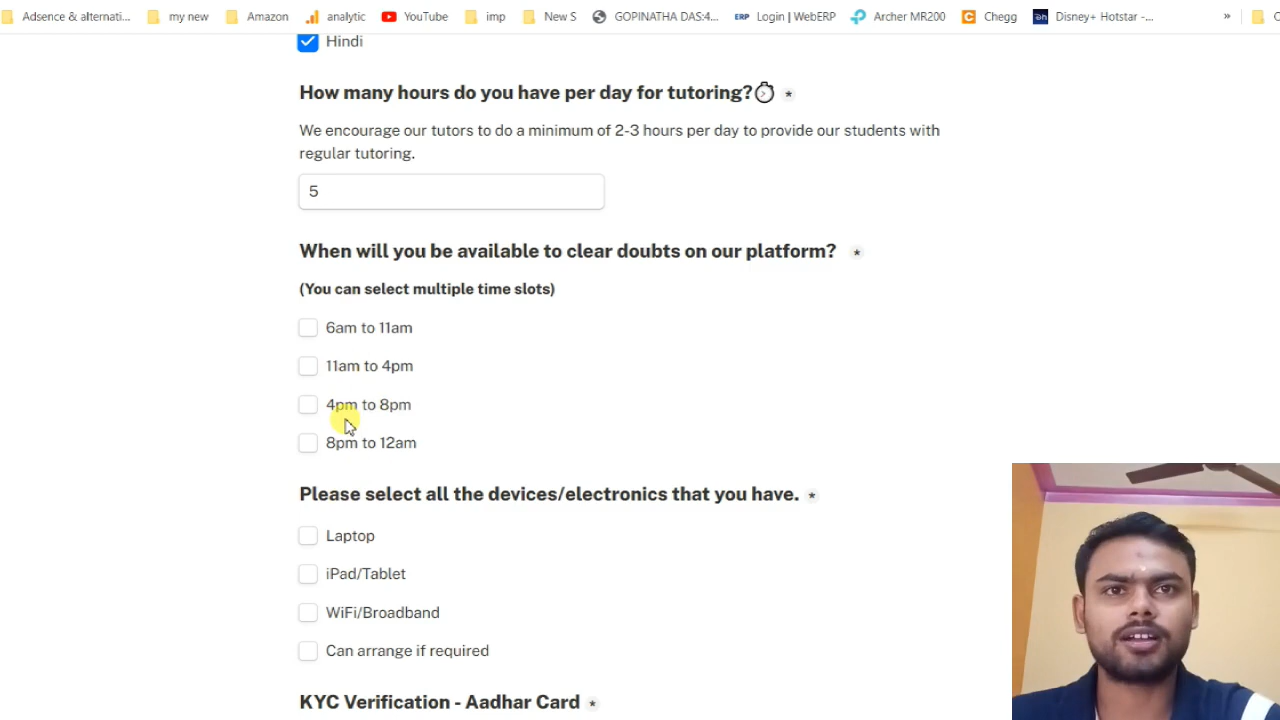 Adsence & alternati... my new Amazon analytic YouTube imp New S GOPINATHA DAS:4... ERP Login | WebERP Archer MR200 C Chegg Disney+ Hotstar -... »
Hindi
How many hours do you have per day for tutoring? *
We encourage our tutors to do a minimum of 2-3 hours per day to provide our students with
regular tutoring.
5
When will you be available to clear doubts on our platform? *
(You can select multiple time slots)
6am to 11am
11am to 4pm
4pm to 8pm
8pm to 12am
Please select all the devices/electronics that you have. *
Laptop
iPad/Tablet
WiFi/Broadband
Can arrange if required
KYC Verification - Aadhar Card *